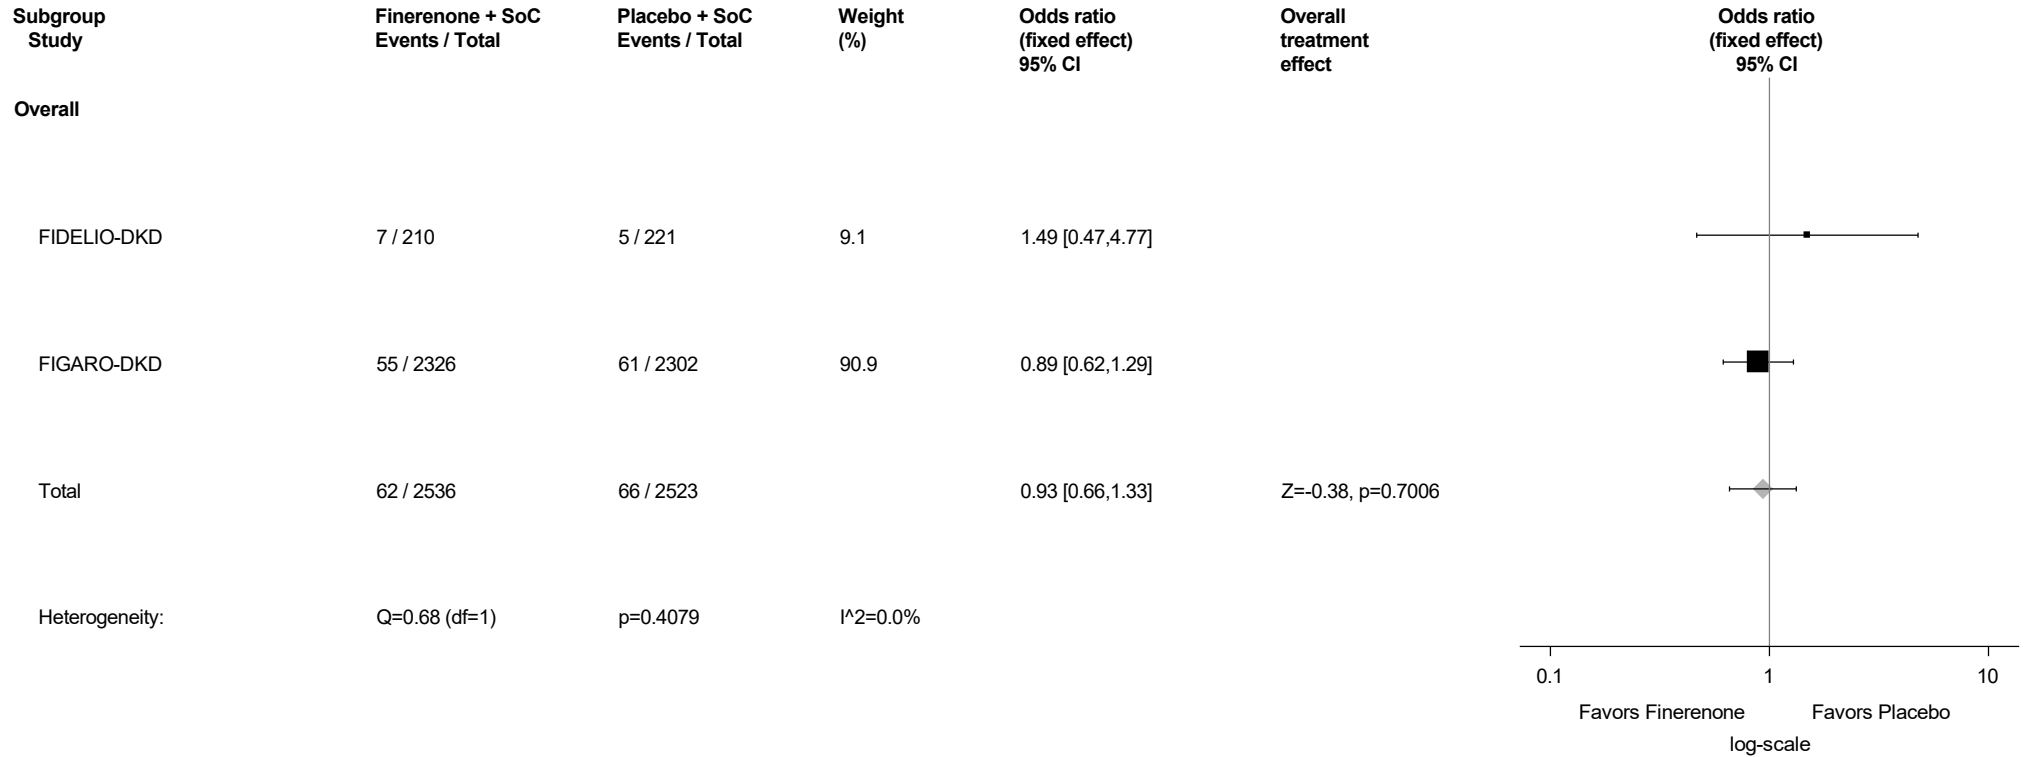 Subgroup Finerenone + SoC Placebo + SoC Weight Odds ratio Overall Odds ratio
Study Events / Total Events / Total (%) (fixed effect) treatment (fixed effect)
95% CI effect 95% CI
Overall
FIDELIO-DKD 7 / 210 5 / 221 9.1 1.49 [0.47,4.77]
FIGARO-DKD 55 / 2326 61 / 2302 90.9 0.89 [0.62,1.29]
Total 62 / 2536 66 / 2523 0.93 [0.66,1.33] Z=-0.38, p=0.7006
Heterogeneity: Q=0.68 (df=1) p=0.4079 I^2=0.0%
0.1 1 10
Favors Finerenone Favors Placebo
log-scale